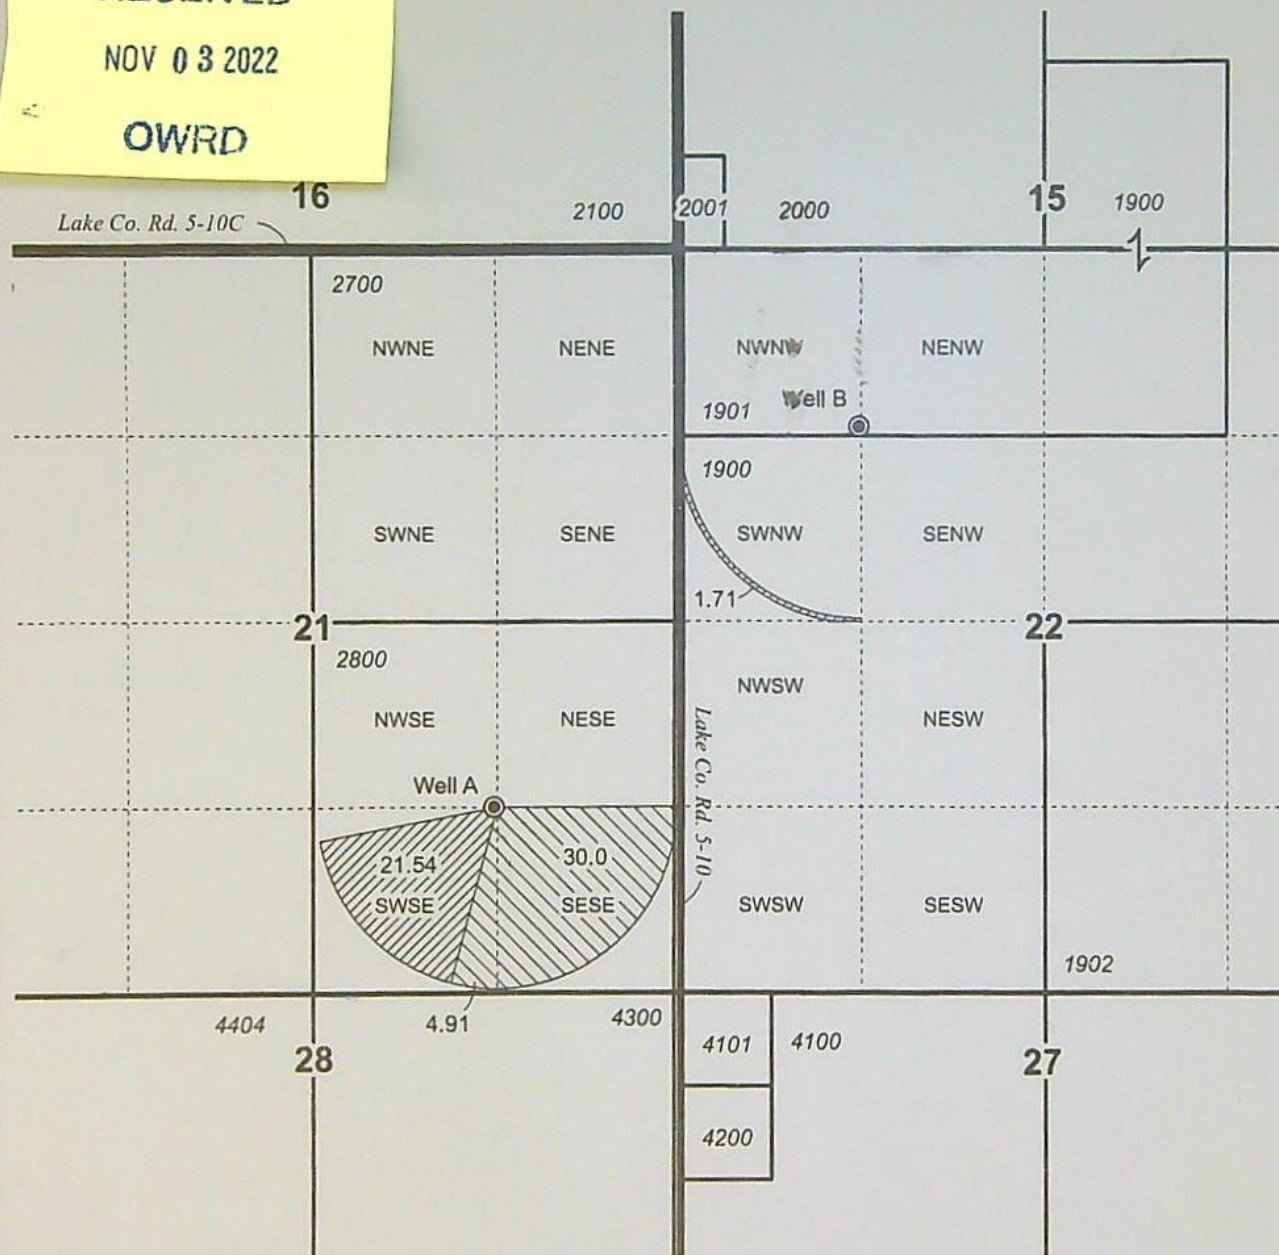 RECEIVED
NOV 03 2022
OWRD
16
15
Lake Co. Rd. 5-10C
2100
2001
2000
1900
2700
NWNE
NENE
NWNW
NENW
Well B
1901
1900
SWNE
SENE
SWNW
SENW
1.71
21
22
2800
NWSE
NESE
NWSW
NESW
Lake Co. Rd. 5-10
Well A
21.54
30.0
SWSE
SESE
SWSW
SESW
1902
4404
4.91
4300
4101
4100
28
27
4200